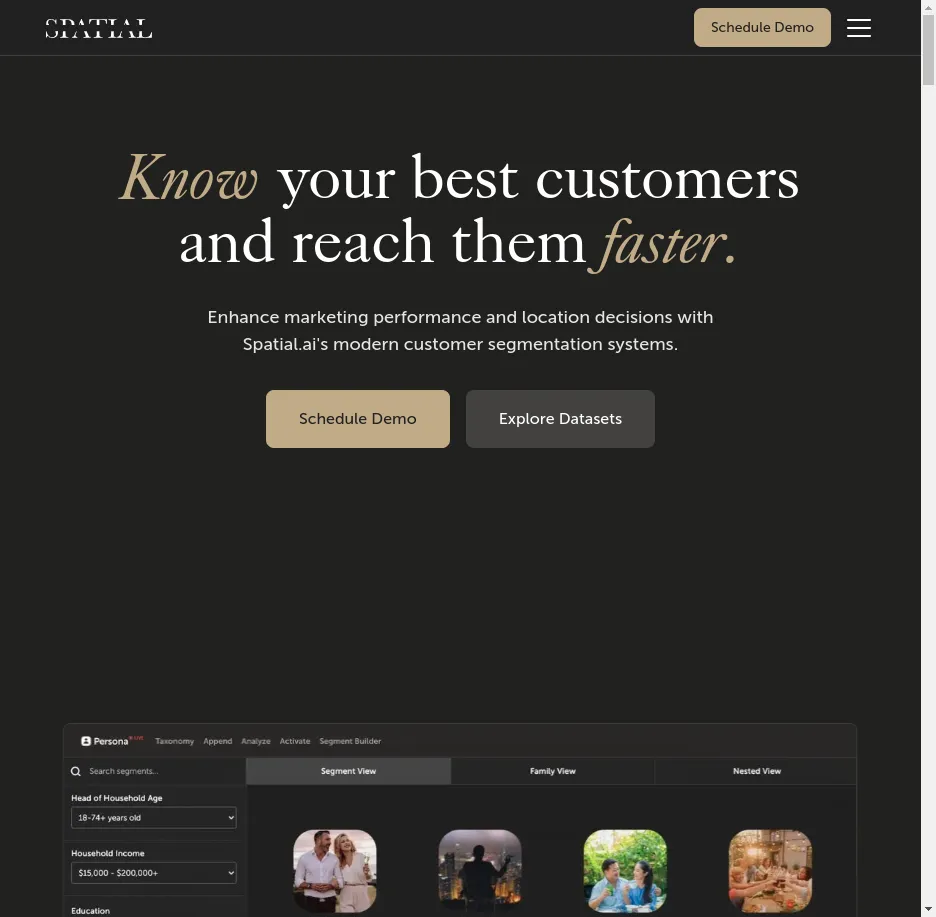 SPATIAL
Schedule Demo
Know your best customers
and reach them faster.
Enhance marketing performance and location decisions with
Spatial.ai's modern customer segmentation systems.
Schedule Demo
Explore Datasets
Persona LIVE
Taxonomy
Append
Analyze
Activate
Segment Builder
Search segments...
Segment View
Family View
Nested View
Head of Household Age
18-74+ years old
Household Income
$15,000 - $200,000+
Education